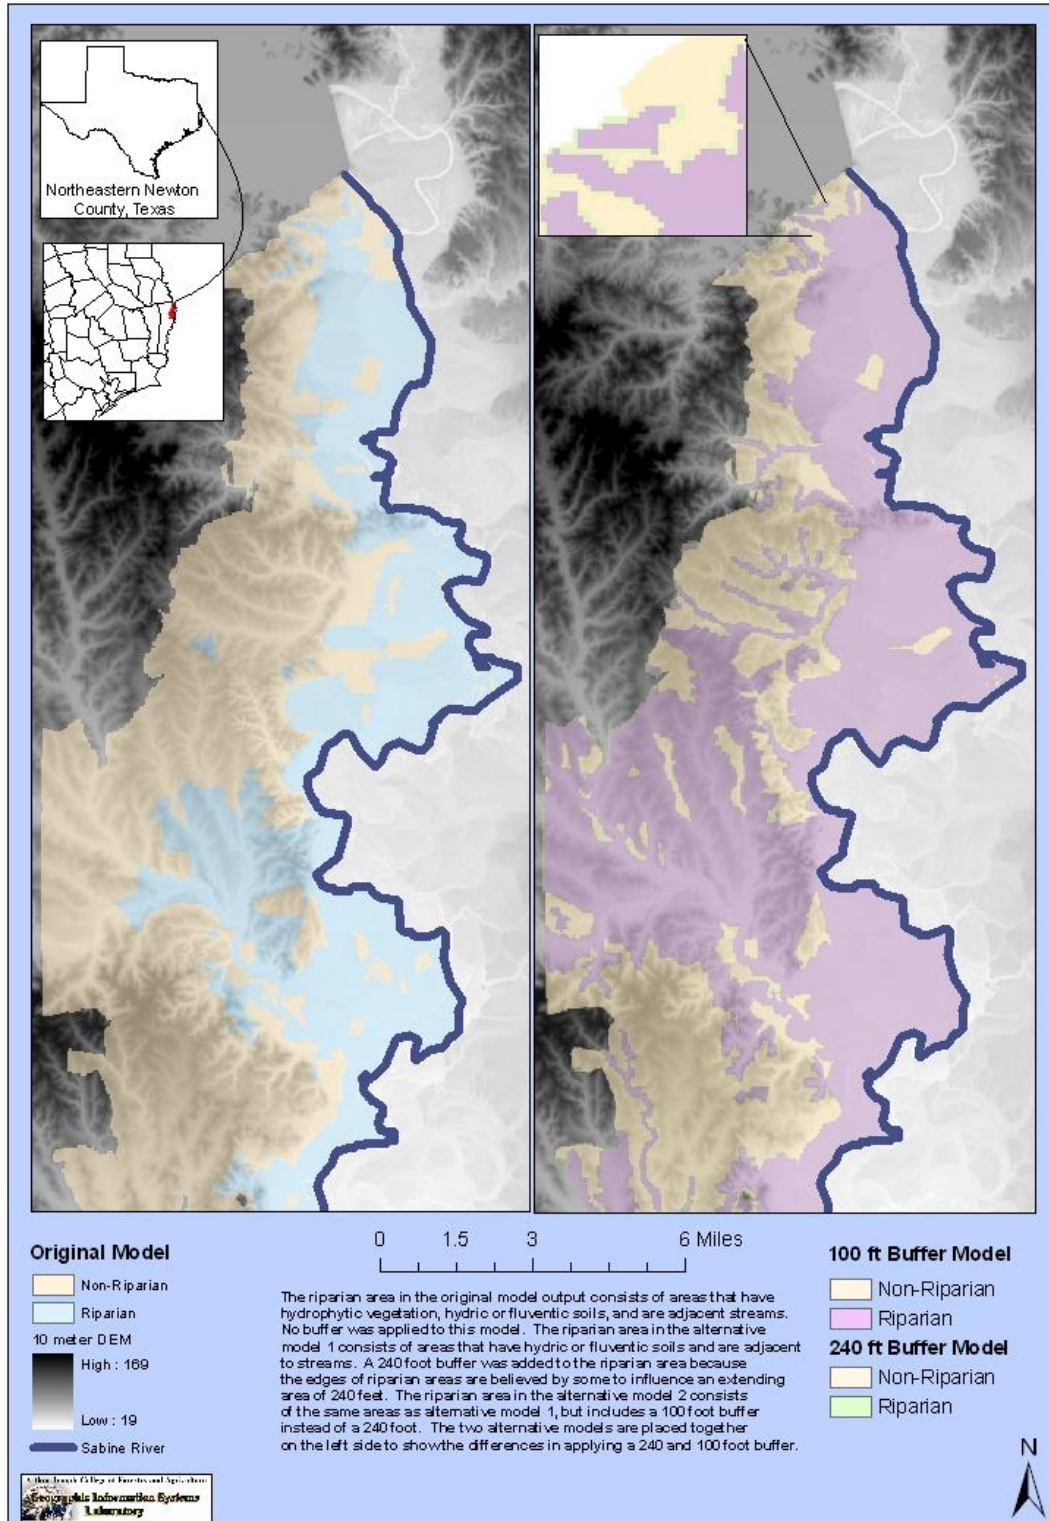 Northeastern Newton
County, Texas
0 1.5 3 6 Miles
Original Model
Non-Riparian
Riparian
10 meter DEM
High : 169
Low : 19
Sabine River
The riparian area in the original model output consists of areas that have
hydrophytic vegetation, hydric or fluventic soils, and are adjacent streams.
No buffer was applied to this model. The riparian area in the alternative
model 1 consists of areas that have hydric or fluventic soils and are adjacent
to streams. A 240 foot buffer was added to the riparian area because
the edges of riparian areas are believed by some to influence an extending
area of 240 feet. The riparian area in the alternative model 2 consists
of the same areas as alternative model 1, but includes a 100 foot buffer
instead of a 240 foot. The two alternative models are placed together
on the left side to show the differences in applying a 240 and 100 foot buffer.
100 ft Buffer Model
Non-Riparian
Riparian
240 ft Buffer Model
Non-Riparian
Riparian
N
College of Forestry and Agriculture
Geographic Information Systems
Laboratory